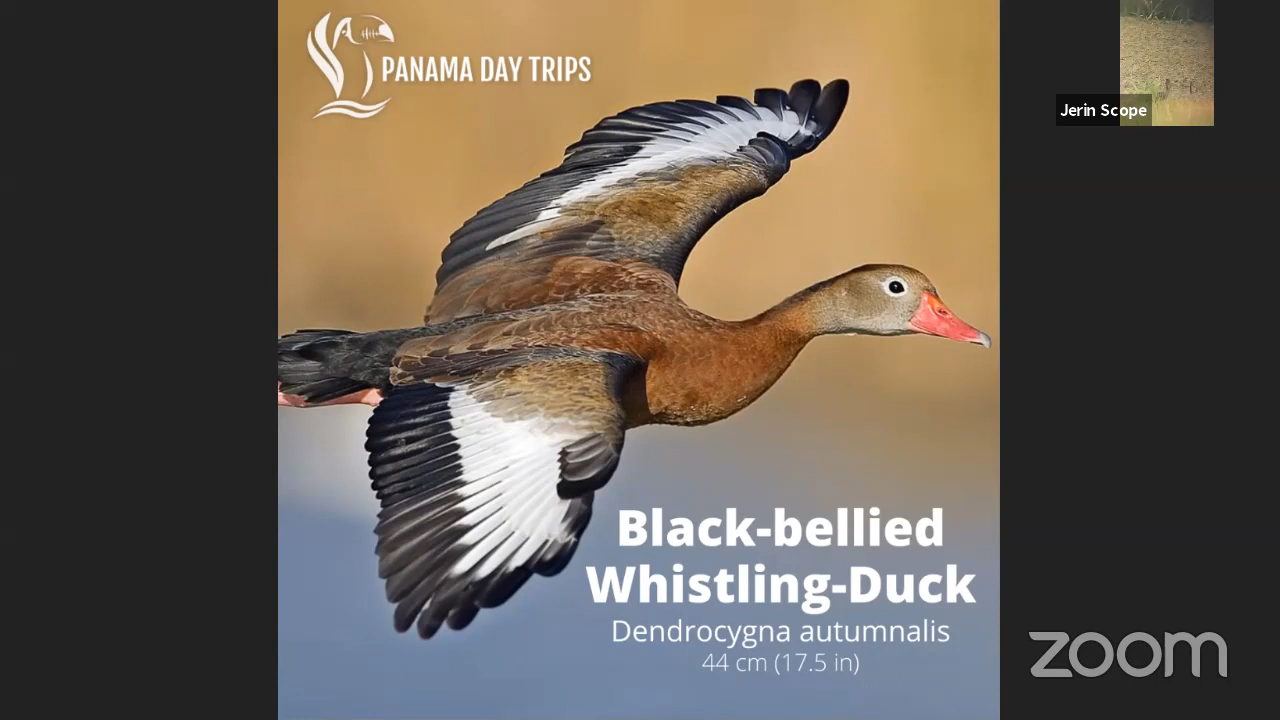 PANAMA DAY TRIPS
Jerin Scope
Black-bellied
Whistling-Duck
Dendrocygna autumnalis
44 cm (17.5 in)
zoom